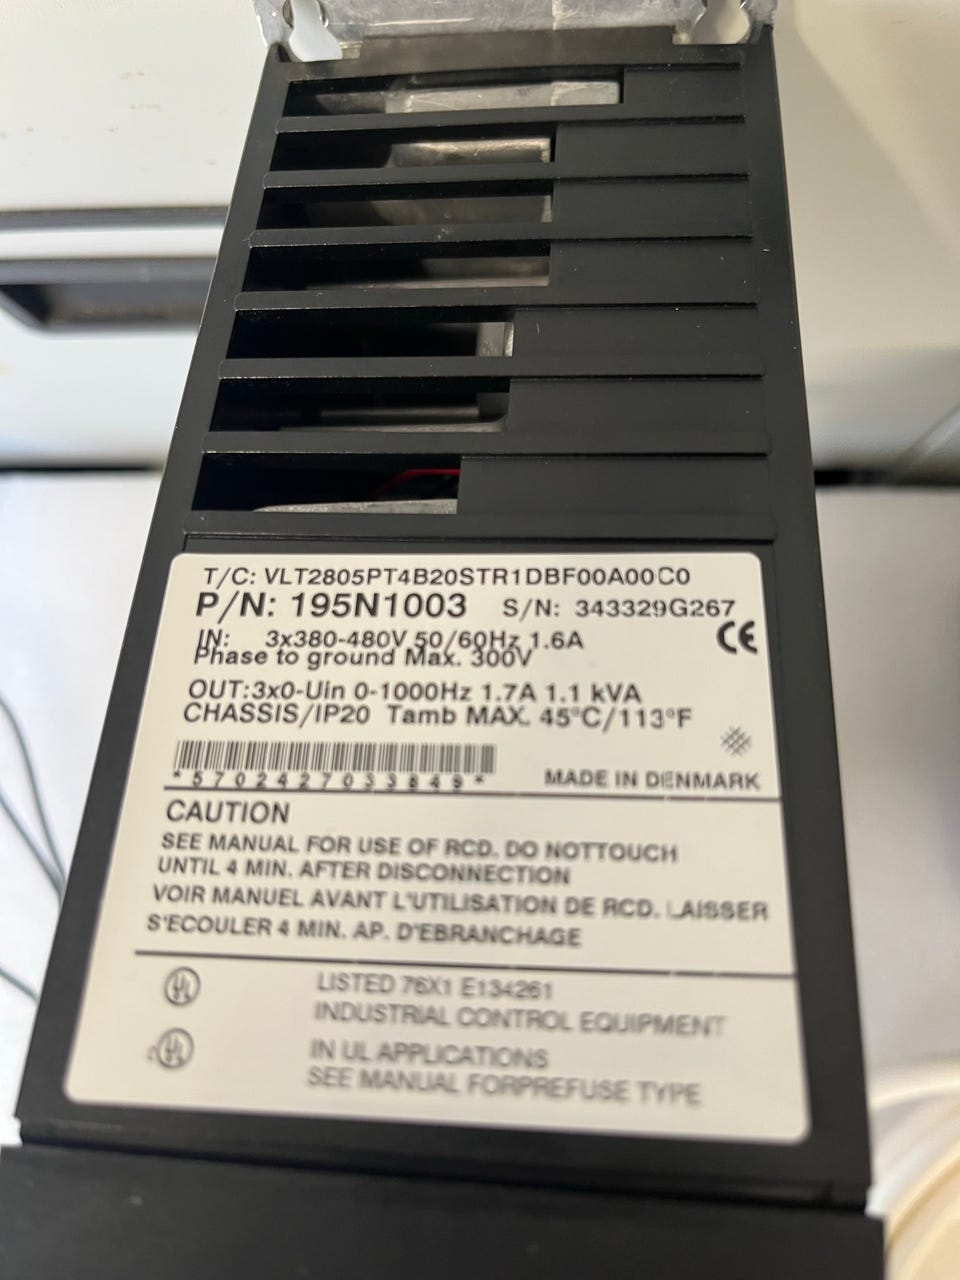 T/C: VLT2805PT4B20STR1DBF00A00C0
P/N: 195N1003 S/N: 343329G267
IN: 3x380-480V 50/60Hz 1.6A
Phase to ground Max. 300V
CE
OUT:3x0-Uin 0-1000Hz 1.7A 1.1 kVA
CHASSIS/IP20 Tamb MAX. 45°C/113°F
*5702427033849*
MADE IN DENMARK
CAUTION
SEE MANUAL FOR USE OF RCD. DO NOTTOUCH
UNTIL 4 MIN. AFTER DISCONNECTION
VOIR MANUEL AVANT L'UTILISATION DE RCD. LAISSER
S'ECOULER 4 MIN. AP. D'EBRANCHAGE
UL LISTED 76X1 E134261
INDUSTRIAL CONTROL EQUIPMENT
c UL IN UL APPLICATIONS
SEE MANUAL FORPREFUSE TYPE